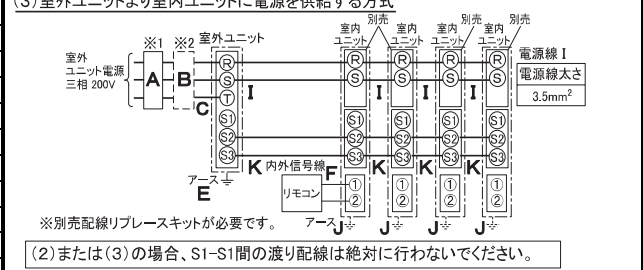 (3)室外ユニットより室内ユニットに電源を供給する方式
※1 ※2 室外ユニット
室内ユニット 別売 室内ユニット 室内ユニット 別売 室内ユニット 別売
室外
ユニット電源
三相 200V
A B C
R S T S1 S2 S3
R S S1 S2 S3 ① ②
R S S1 S2 S3 ① ②
R S S1 S2 S3 ① ②
R S S1 S2 S3 ① ②
I I I I
電源線 I
電源線太さ
3.5mm²
K 内外信号線 F K K K
アース
E
リモコン
アース J J J J
※別売配線リプレースキットが必要です。
(2)または(3)の場合、S1-S1間の渡り配線は絶対に行わないでください。